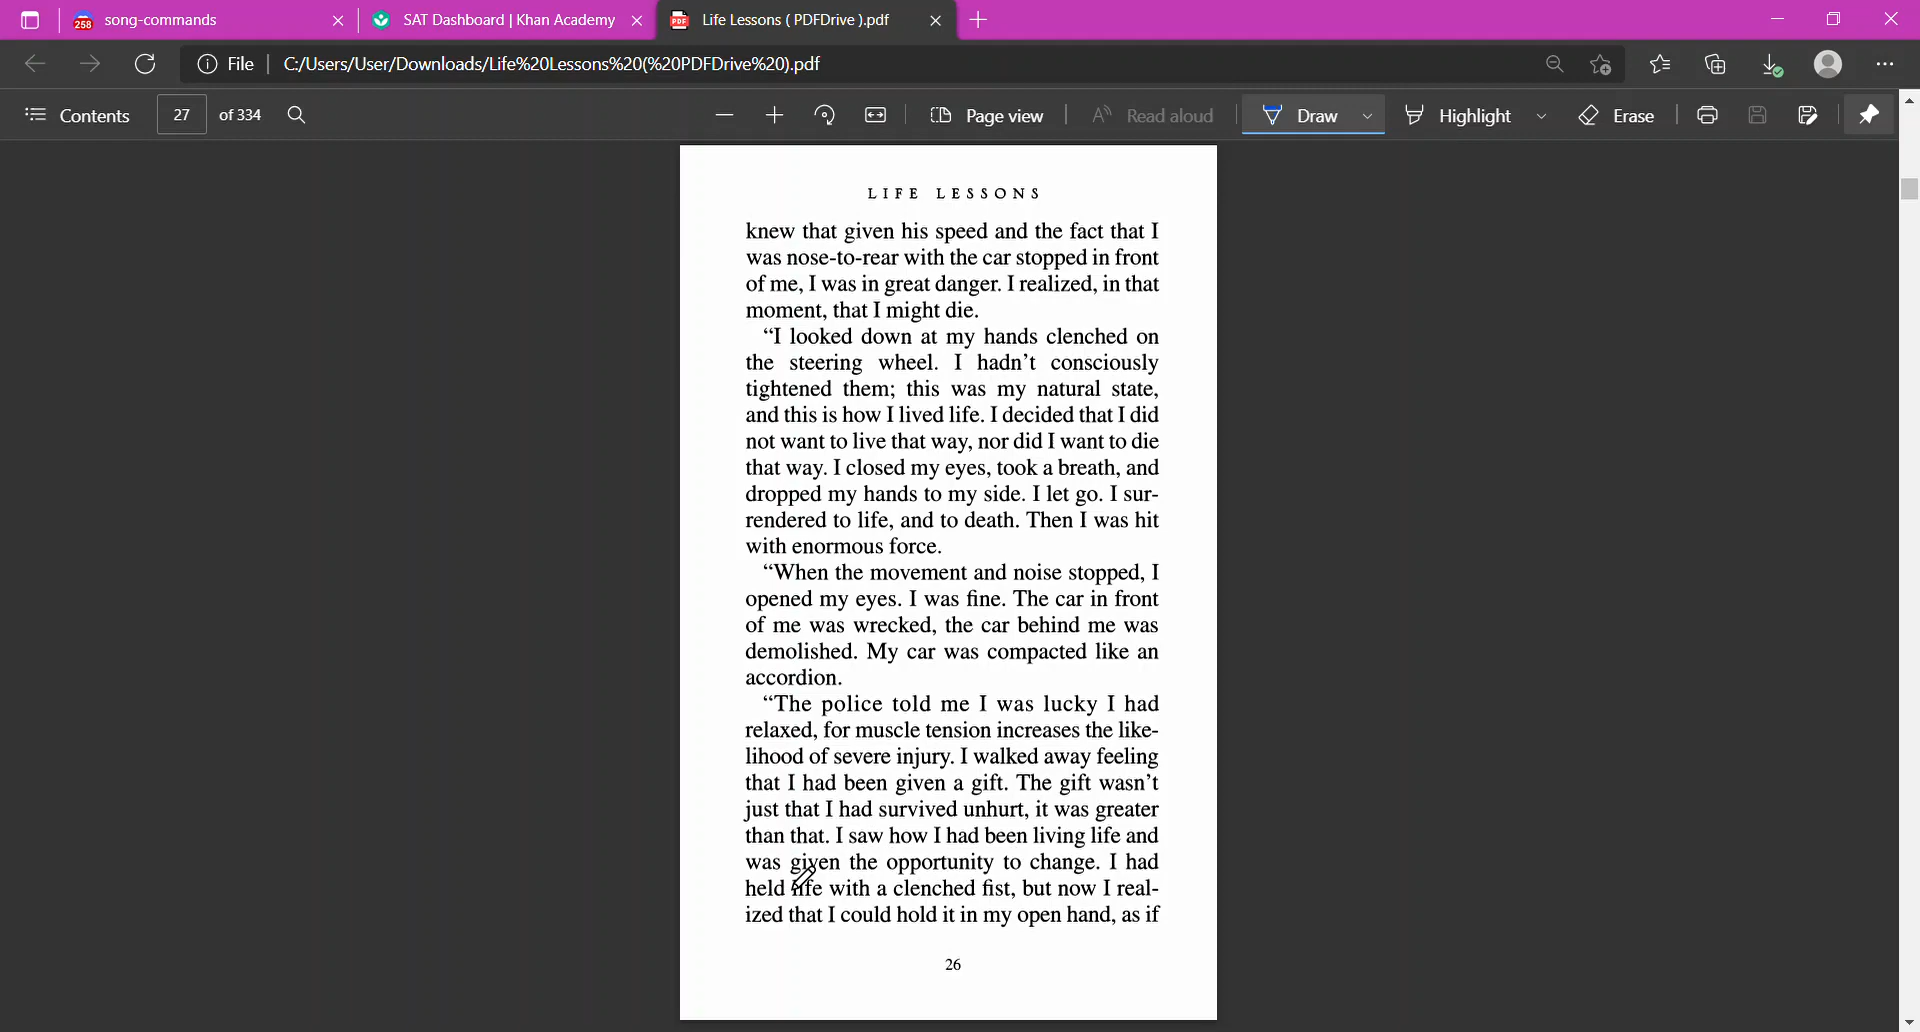 258 song-commands
SAT Dashboard | Khan Academy
PDF Life Lessons ( PDFDrive ).pdf
File C:/Users/User/Downloads/Life%20Lessons%20(%20PDFDrive%20).pdf
Contents 27 of 334 Page view Read aloud Draw Highlight Erase
LIFE LESSONS
knew that given his speed and the fact that I
was nose-to-rear with the car stopped in front
of me, I was in great danger. I realized, in that
moment, that I might die.
“I looked down at my hands clenched on
the steering wheel. I hadn’t consciously
tightened them; this was my natural state,
and this is how I lived life. I decided that I did
not want to live that way, nor did I want to die
that way. I closed my eyes, took a breath, and
dropped my hands to my side. I let go. I sur-
rendered to life, and to death. Then I was hit
with enormous force.
“When the movement and noise stopped, I
opened my eyes. I was fine. The car in front
of me was wrecked, the car behind me was
demolished. My car was compacted like an
accordion.
“The police told me I was lucky I had
relaxed, for muscle tension increases the like-
lihood of severe injury. I walked away feeling
that I had been given a gift. The gift wasn’t
just that I had survived unhurt, it was greater
than that. I saw how I had been living life and
was given the opportunity to change. I had
held life with a clenched fist, but now I real-
ized that I could hold it in my open hand, as if
26